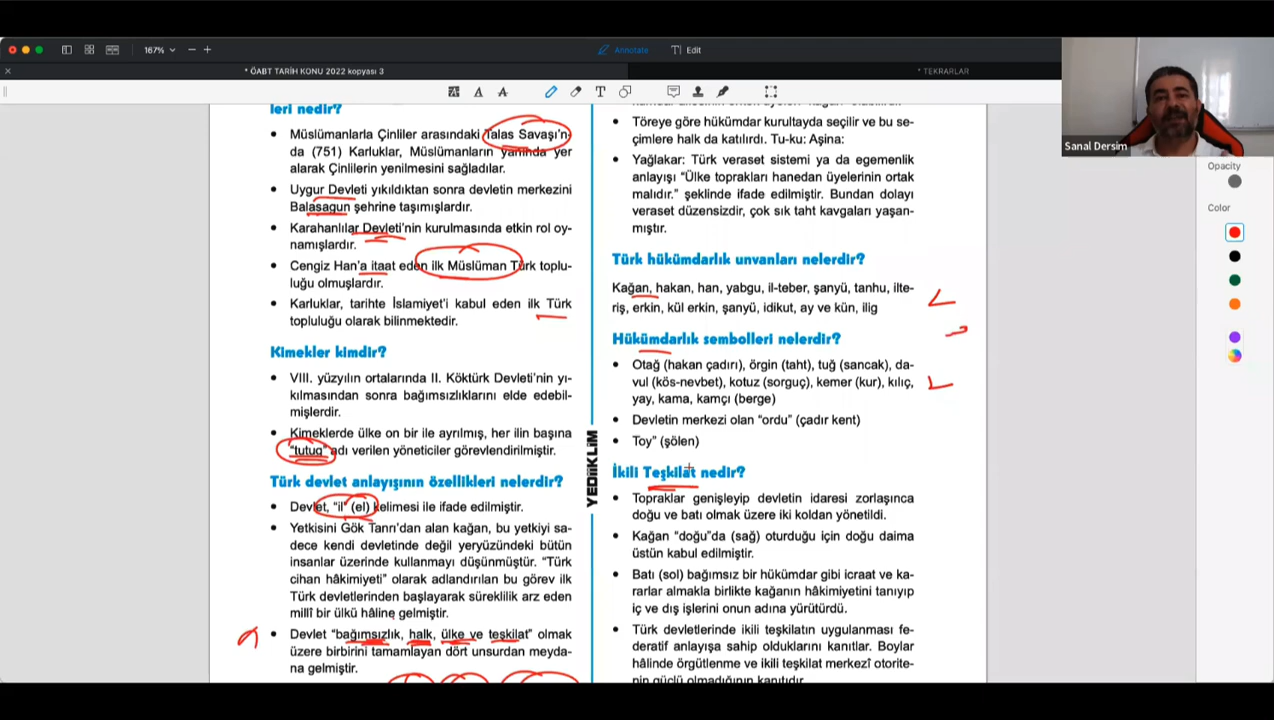 167%
Annotate
Edit
* ÖABT TARİH KONU 2022 kopyası 3
* TEKRARLAR
Sanal Dersim
Opacity
Color
leri nedir?
• Müslümanlarla Çinliler arasındaki Talas Savaşı'n-
da (751) Karluklar, Müslümanların yanında yer
alarak Çinlilerin yenilmesini sağladılar.
• Uygur Devleti yıkıldıktan sonra devletin merkezini
Balasagun şehrine taşımışlardır.
• Karahanlılar Devleti'nin kurulmasında etkin rol oy-
namışlardır.
• Cengiz Han'a itaat eden ilk Müslüman Türk toplu-
luğu olmuşlardır.
• Karluklar, tarihte İslamiyet'i kabul eden ilk Türk
topluluğu olarak bilinmektedir.
Kimekler kimdir?
• VIII. yüzyılın ortalarında II. Köktürk Devleti'nin yı-
kılmasından sonra bağımsızlıklarını elde edebil-
mişlerdir.
• Kimeklerde ülke on bir ile ayrılmış, her ilin başına
"tutuq" adı verilen yöneticiler görevlendirilmiştir.
Türk devlet anlayışının özellikleri nelerdir?
• Devlet, "il" (el) kelimesi ile ifade edilmiştir.
• Yetkisini Gök Tanrı'dan alan kağan, bu yetkiyi sa-
dece kendi devletinde değil yeryüzündeki bütün
insanlar üzerinde kullanmayı düşünmüştür. "Türk
cihan hâkimiyeti" olarak adlandırılan bu görev ilk
Türk devletlerinden başlayarak süreklilik arz eden
millî bir ülkü hâline gelmiştir.
• Devlet "bağımsızlık, halk, ülke ve teşkilat" olmak
üzere birbirini tamamlayan dört unsurdan meyda-
na gelmiştir.
YEDİİKLİM
• Töreye göre hükümdar kurultayda seçilir ve bu se-
çimlere halk da katılırdı. Tu-ku: Aşina:
• Yağlakar: Türk veraset sistemi ya da egemenlik
anlayışı "Ülke toprakları hanedan üyelerinin ortak
malıdır." şeklinde ifade edilmiştir. Bundan dolayı
veraset düzensizdir, çok sık taht kavgaları yaşan-
mıştır.
Türk hükümdarlık unvanları nelerdir?
Kağan, hakan, han, yabgu, il-teber, şanyü, tanhu, ilte-
riş, erkin, kül erkin, şanyü, idikut, ay ve kün, ilig
Hükümdarlık sembolleri nelerdir?
• Otağ (hakan çadırı), örgin (taht), tuğ (sancak), da-
vul (kös-nevbet), kotuz (sorguç), kemer (kur), kılıç,
yay, kama, kamçı (berge)
• Devletin merkezi olan "ordu" (çadır kent)
• Toy" (şölen)
İkili Teşkilat nedir?
• Topraklar genişleyip devletin idaresi zorlaşınca
doğu ve batı olmak üzere iki koldan yönetildi.
• Kağan "doğu"da (sağ) oturduğu için doğu daima
üstün kabul edilmiştir.
• Batı (sol) bağımsız bir hükümdar gibi icraat ve ka-
rarlar almakla birlikte kağanın hâkimiyetini tanıyıp
iç ve dış işlerini onun adına yürütürdü.
• Türk devletlerinde ikili teşkilatın uygulanması fe-
deratif anlayışa sahip olduklarını kanıtlar. Boylar
hâlinde örgütlenme ve ikili teşkilat merkezî otorite-
nin güçlü olmadığının kanıtıdır.